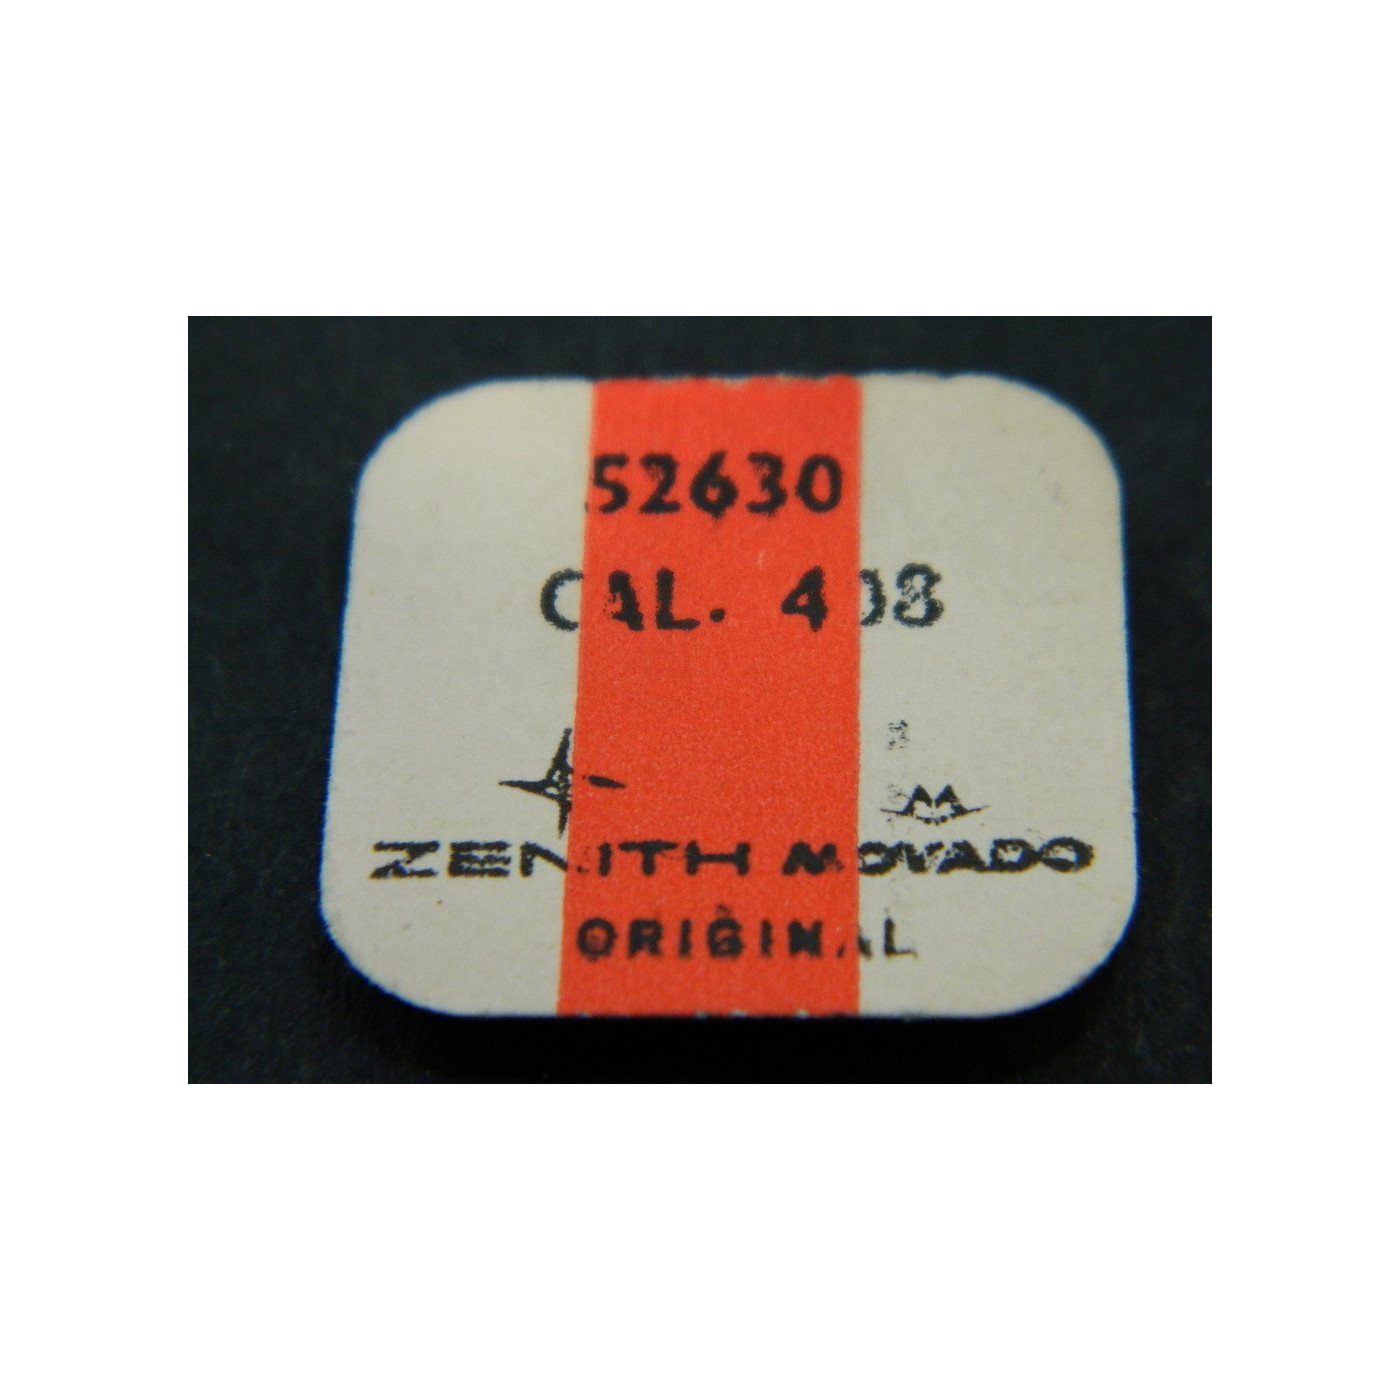 52630
CAL. 408
ZENITH MOVADO
ORIGINAL